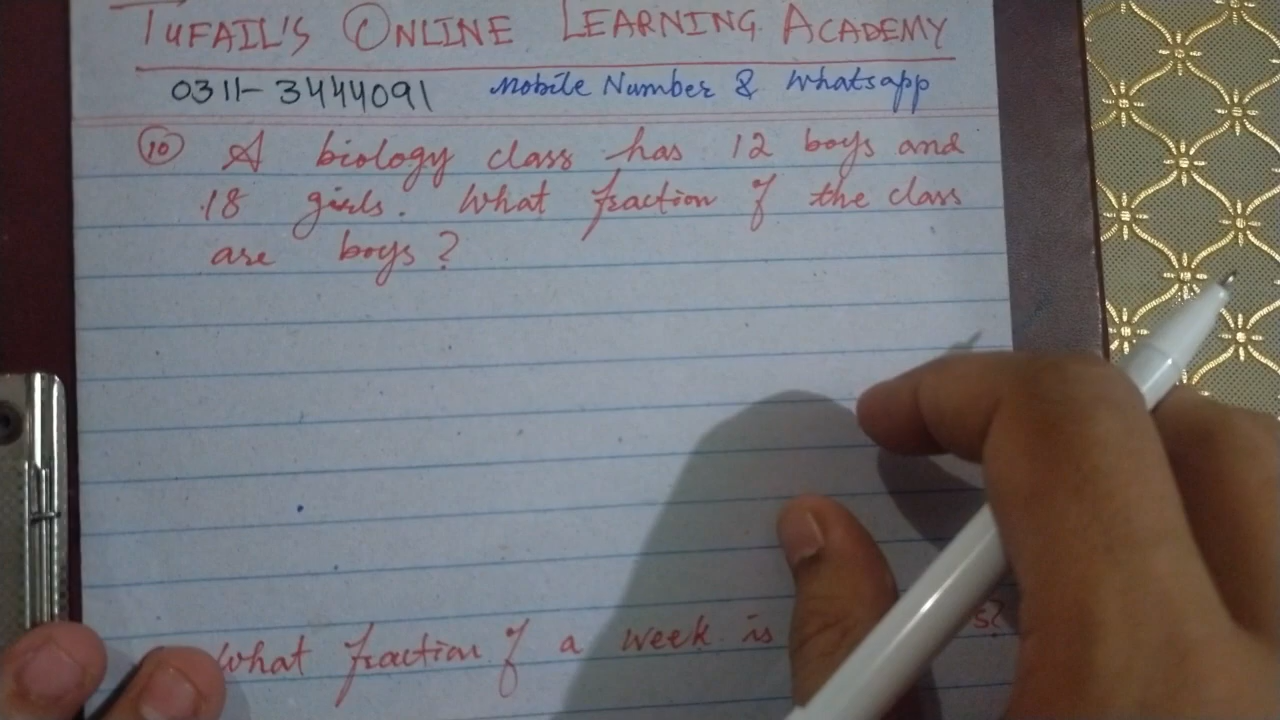 TUFAIL'S ONLINE LEARNING ACADEMY
0311-3444091 Mobile Number & Whatsapp
10 A biology class has 12 boys and
18 girls. What fraction of the class
are boys?
What fraction of a week is